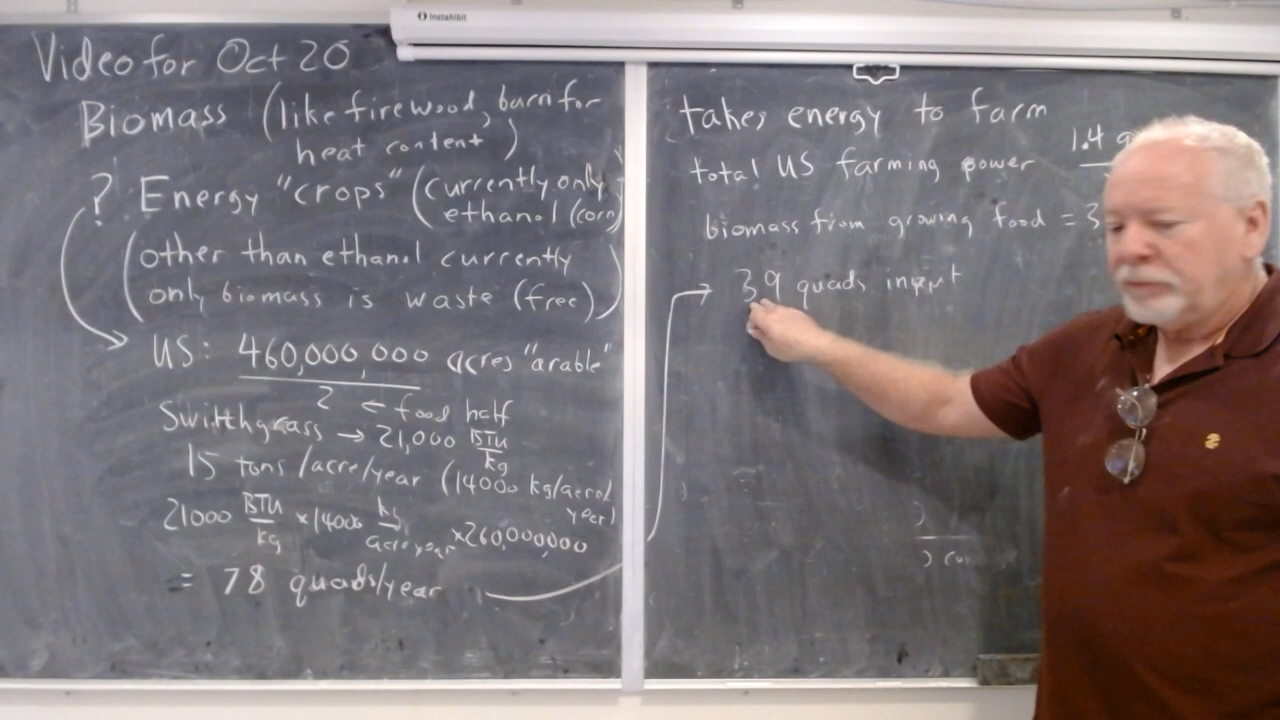 Instahibit
Video for Oct 20
Biomass (like firewood, burn for
heat content)
? Energy "crops" (currently only
ethanol (corn)
(other than ethanol currently
only biomass is waste (free))
US: 460,000,000 acres "arable"
2 ← food half
Switchgrass → 21,000 BTU
kg
15 tons/acre/year (14000 kg/acre/
year)
21000 BTU/kg ×14000 kg/acre year ×260,000,000
= 78 quads/year
takes energy to farm
total US farming power 1.4 q
biomass from growing food = 3
→ 39 quads input